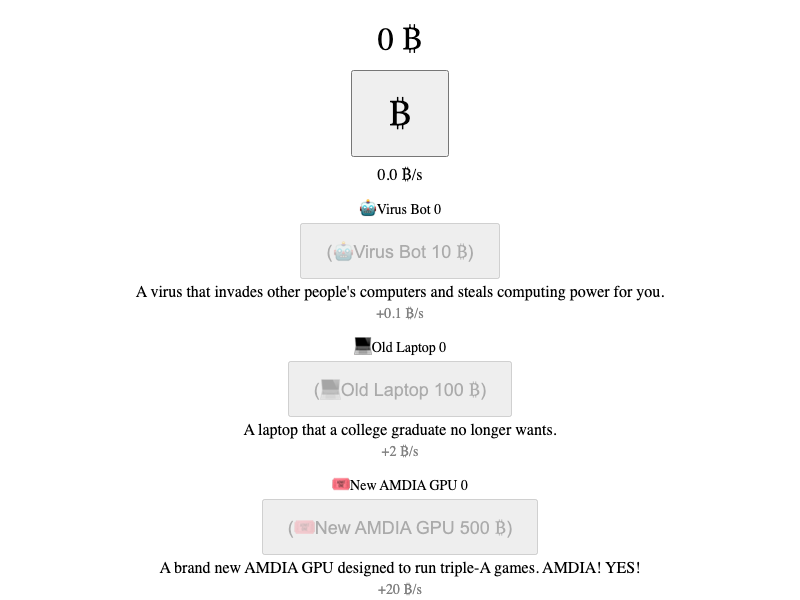 0 ₿
₿
0.0 ₿/s
🤖Virus Bot 0
(🤖Virus Bot 10 ₿)
A virus that invades other people's computers and steals computing power for you.
+0.1 ₿/s
💻Old Laptop 0
(💻Old Laptop 100 ₿)
A laptop that a college graduate no longer wants.
+2 ₿/s
🎫New AMDIA GPU 0
(🎫New AMDIA GPU 500 ₿)
A brand new AMDIA GPU designed to run triple-A games. AMDIA! YES!
+20 ₿/s